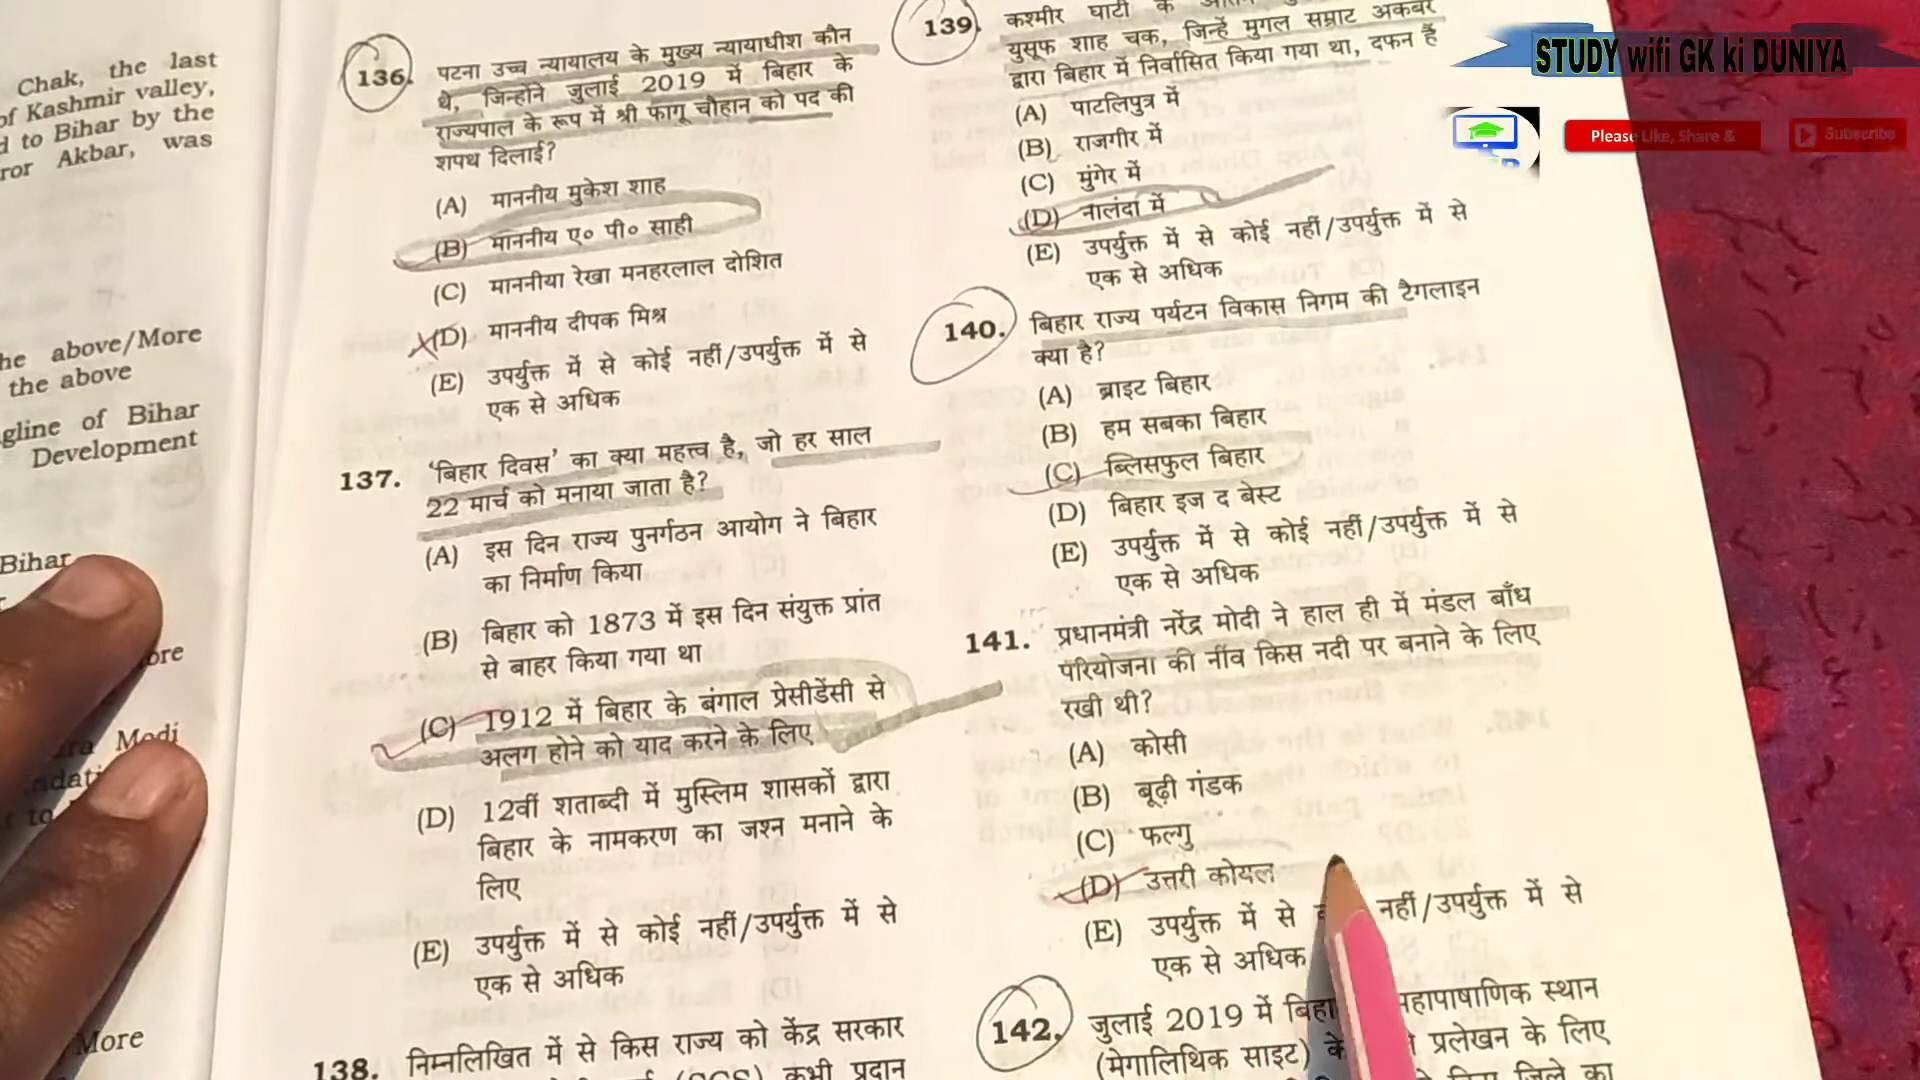 Chak, the last
of Kashmir valley,
d to Bihar by the
ror Akbar, was
he above/More
the above
gline of Bihar
Development
Bihar
ore
Modi
More
136. पटना उच्च न्यायालय के मुख्य न्यायाधीश कौन
थे, जिन्होंने जुलाई 2019 में बिहार के
राज्यपाल के रूप में श्री फागू चौहान को पद की
शपथ दिलाई?
(A) माननीय मुकेश शाह
(B) माननीय ए० पी० साही
(C) माननीया रेखा मनहरलाल दोशित
(D) माननीय दीपक मिश्र
(E) उपर्युक्त में से कोई नहीं/उपर्युक्त में से
एक से अधिक
137. ‘बिहार दिवस’ का क्या महत्त्व है, जो हर साल
22 मार्च को मनाया जाता है?
(A) इस दिन राज्य पुनर्गठन आयोग ने बिहार
का निर्माण किया
(B) बिहार को 1873 में इस दिन संयुक्त प्रांत
से बाहर किया गया था
(C) 1912 में बिहार के बंगाल प्रेसीडेंसी से
अलग होने को याद करने के लिए
(D) 12वीं शताब्दी में मुस्लिम शासकों द्वारा
बिहार के नामकरण का जश्न मनाने के
लिए
(E) उपर्युक्त में से कोई नहीं/उपर्युक्त में से
एक से अधिक
138. निम्नलिखित में से किस राज्य को केंद्र सरकार
कभी प्रदान
139. कश्मीर घाटी के
युसूफ शाह चक, जिन्हें मुगल सम्राट अकबर
द्वारा बिहार में निर्वासित किया गया था, दफन हैं
(A) पाटलिपुत्र में
(B) राजगीर में
(C) मुंगेर में
(D) नालंदा में
(E) उपर्युक्त में से कोई नहीं/उपर्युक्त में से
एक से अधिक
140. बिहार राज्य पर्यटन विकास निगम की टैगलाइन
क्या है?
(A) ब्राइट बिहार
(B) हम सबका बिहार
(C) ब्लिसफुल बिहार
(D) बिहार इज द बेस्ट
(E) उपर्युक्त में से कोई नहीं/उपर्युक्त में से
एक से अधिक
141. प्रधानमंत्री नरेंद्र मोदी ने हाल ही में मंडल बाँध
परियोजना की नींव किस नदी पर बनाने के लिए
रखी थी?
(A) कोसी
(B) बूढ़ी गंडक
(C) फल्गु
(D) उत्तरी कोयल
(E) उपर्युक्त में से नहीं/उपर्युक्त में से
एक से अधिक
142. जुलाई 2019 में बिहा महापाषाणिक स्थान
(मेगालिथिक साइट) के प्रलेखन के लिए
जिले का
STUDY wifi GK ki DUNIYA
Please Like, Share &
Subscribe